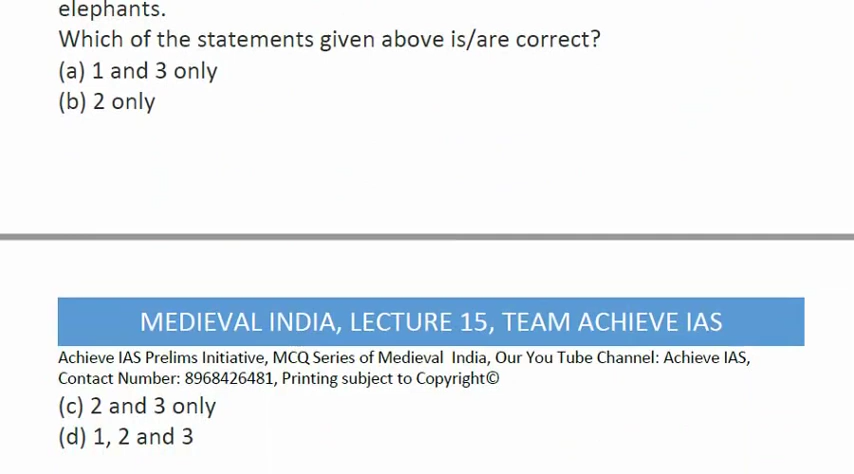 elephants.
Which of the statements given above is/are correct?
(a) 1 and 3 only
(b) 2 only
MEDIEVAL INDIA, LECTURE 15, TEAM ACHIEVE IAS
Achieve IAS Prelims Initiative, MCQ Series of Medieval India, Our You Tube Channel: Achieve IAS,
Contact Number: 8968426481, Printing subject to Copyright©
(c) 2 and 3 only
(d) 1, 2 and 3